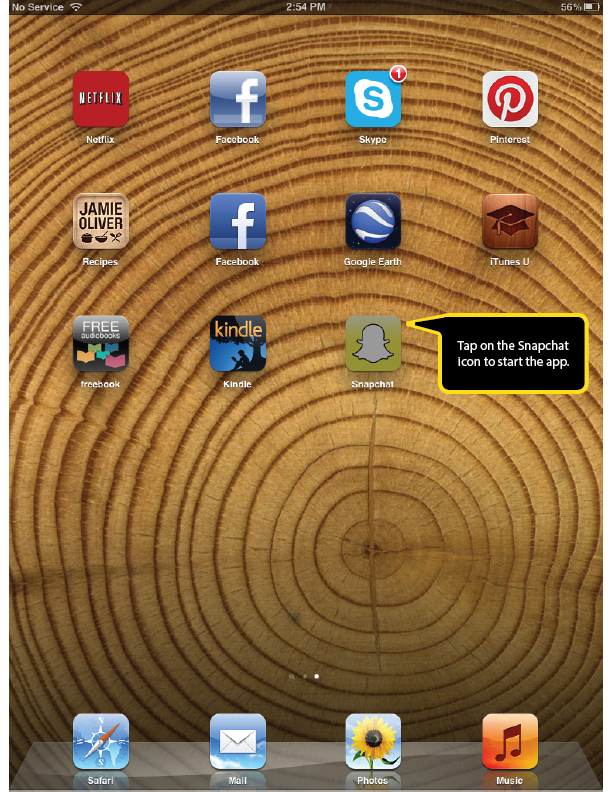 No Service 2:54 PM 56%
NETFLIX 1
Netflix Facebook Skype Pinterest
JAMIE
OLIVER
Recipes Facebook Google Earth iTunes U
FREE
audiobooks kindle
freebook Kindle Snapchat
Tap on the Snapchat
icon to start the app.
Safari Mail Photos Music